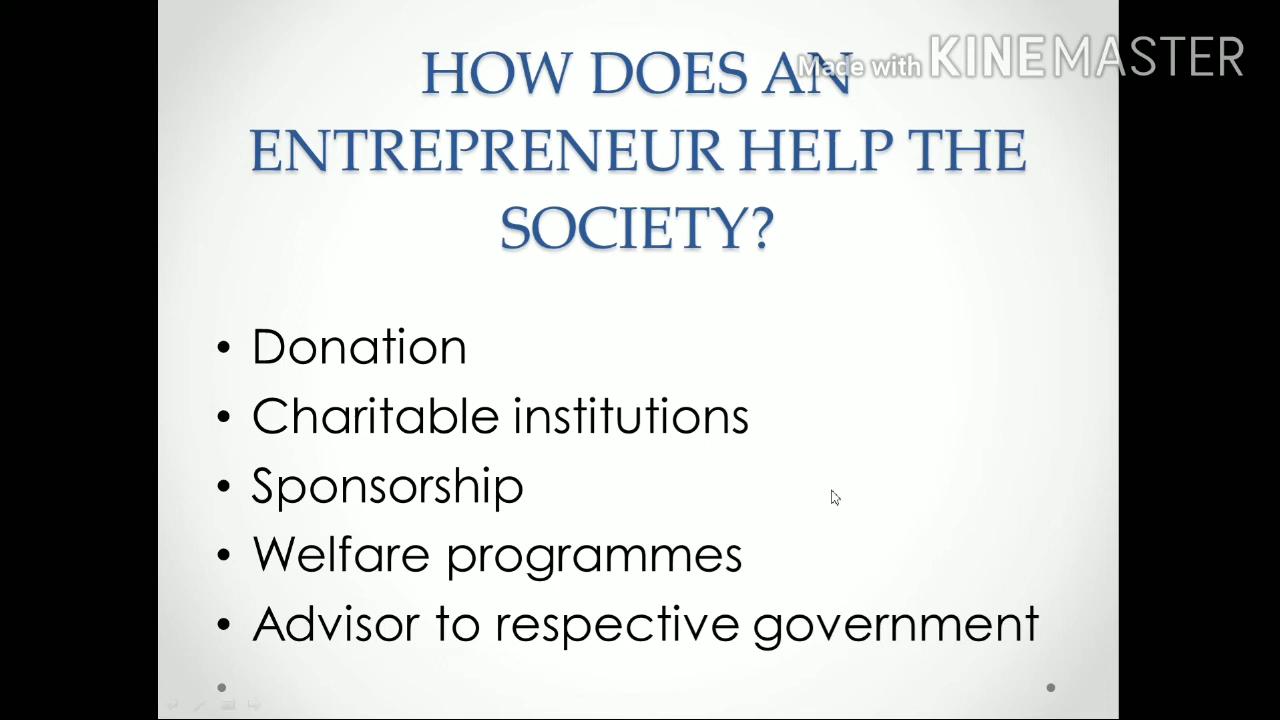 HOW DOES AN
Made with KINEMASTER
ENTREPRENEUR HELP THE
SOCIETY?
• Donation
• Charitable institutions
• Sponsorship
• Welfare programmes
• Advisor to respective government